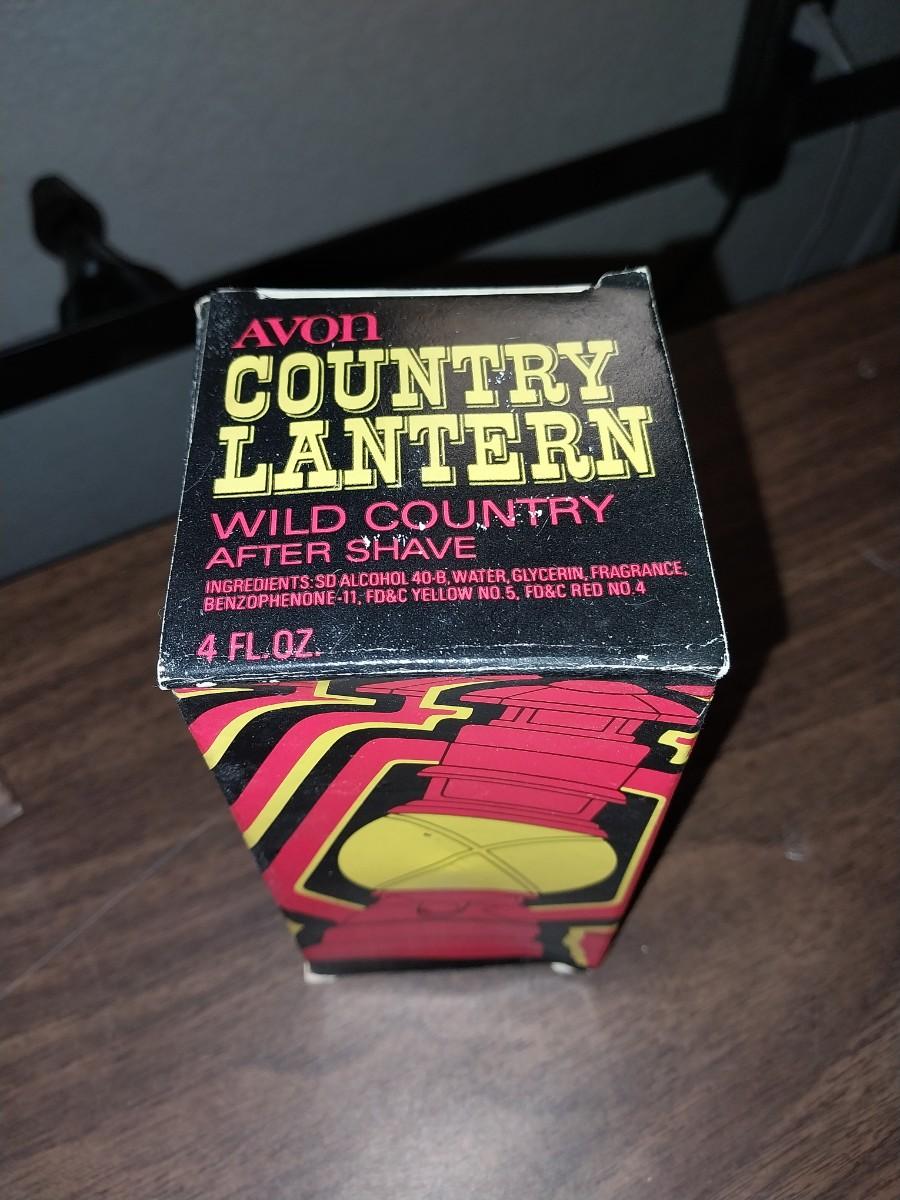 AVON
COUNTRY
LANTERN
WILD COUNTRY
AFTER SHAVE
INGREDIENTS: SD ALCOHOL 40-B, WATER, GLYCERIN, FRAGRANCE,
BENZOPHENONE-11, FD&C YELLOW NO. 5, FD&C RED NO. 4
4 FL. OZ.